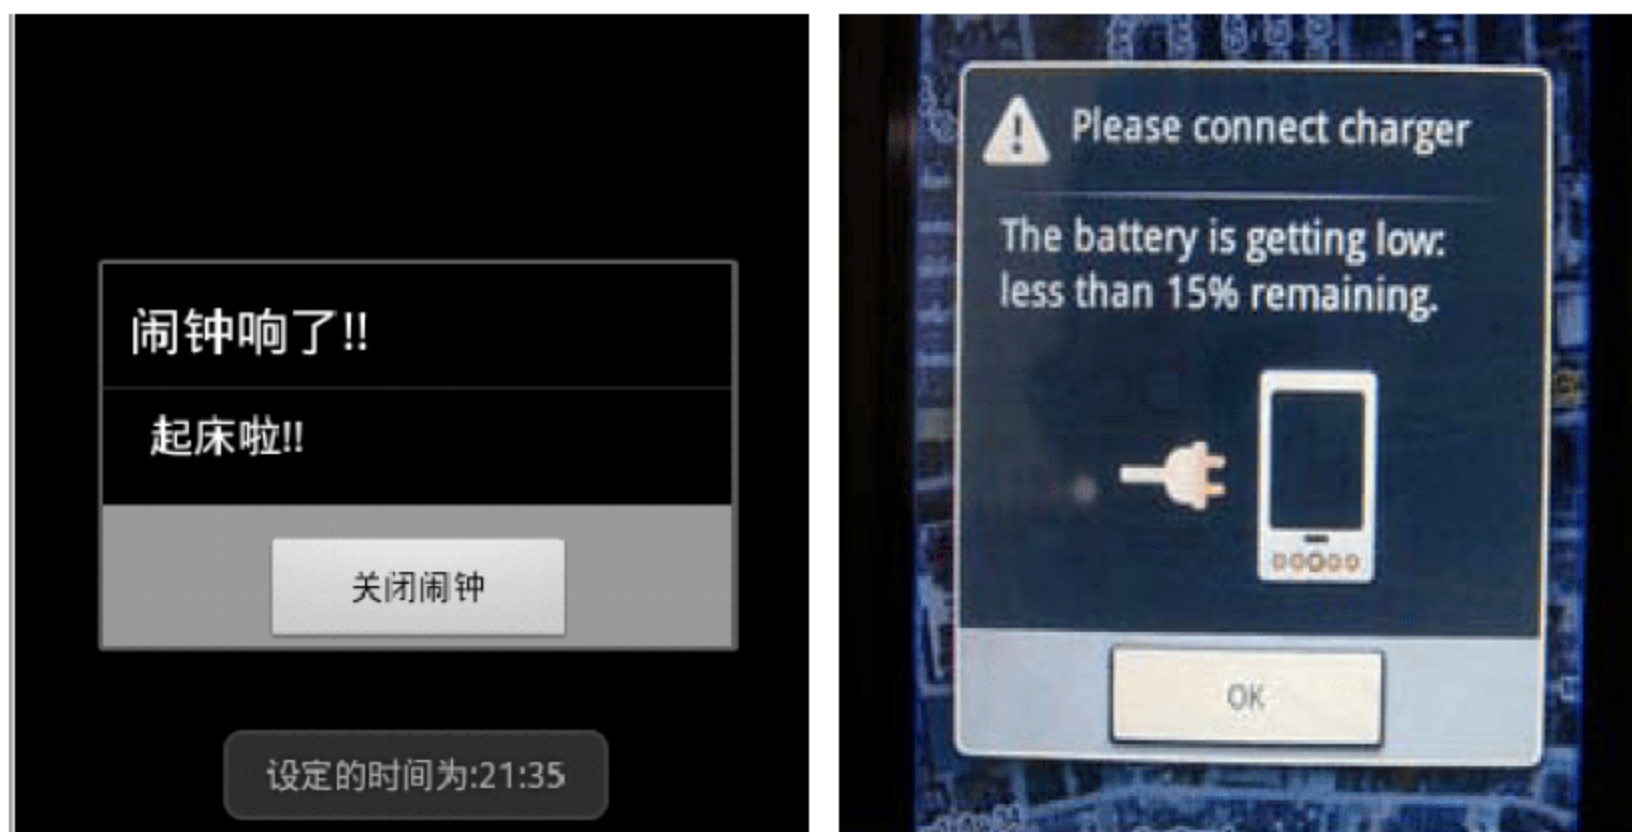 闹钟响了!!
起床啦!!
关闭闹钟
设定的时间为:21:35
Please connect charger
The battery is getting low:
less than 15% remaining.
OK